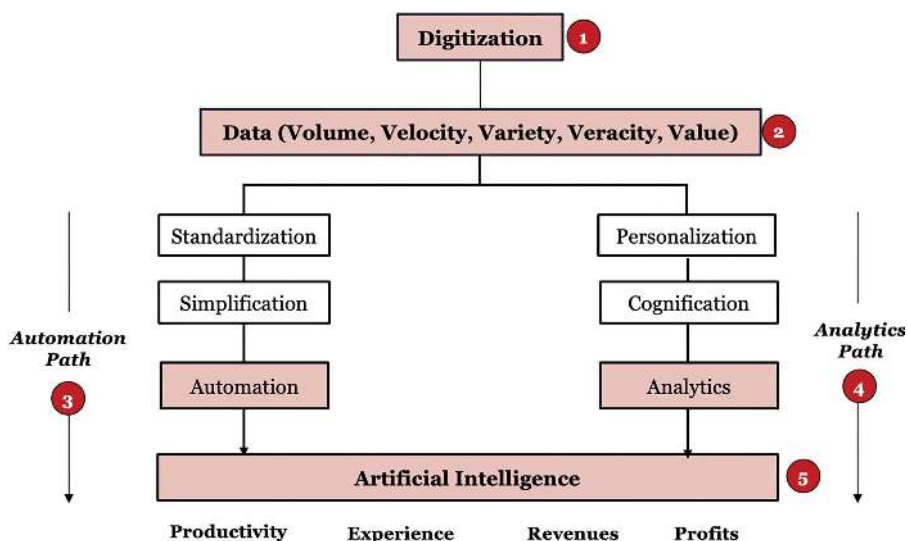 Digitization
1
Data (Volume, Velocity, Variety, Veracity, Value)
2
Standardization
Personalization
Simplification
Cognification
Automation
Path
3
Automation
Analytics
Analytics
Path
4
Artificial Intelligence
5
Productivity
Experience
Revenues
Profits